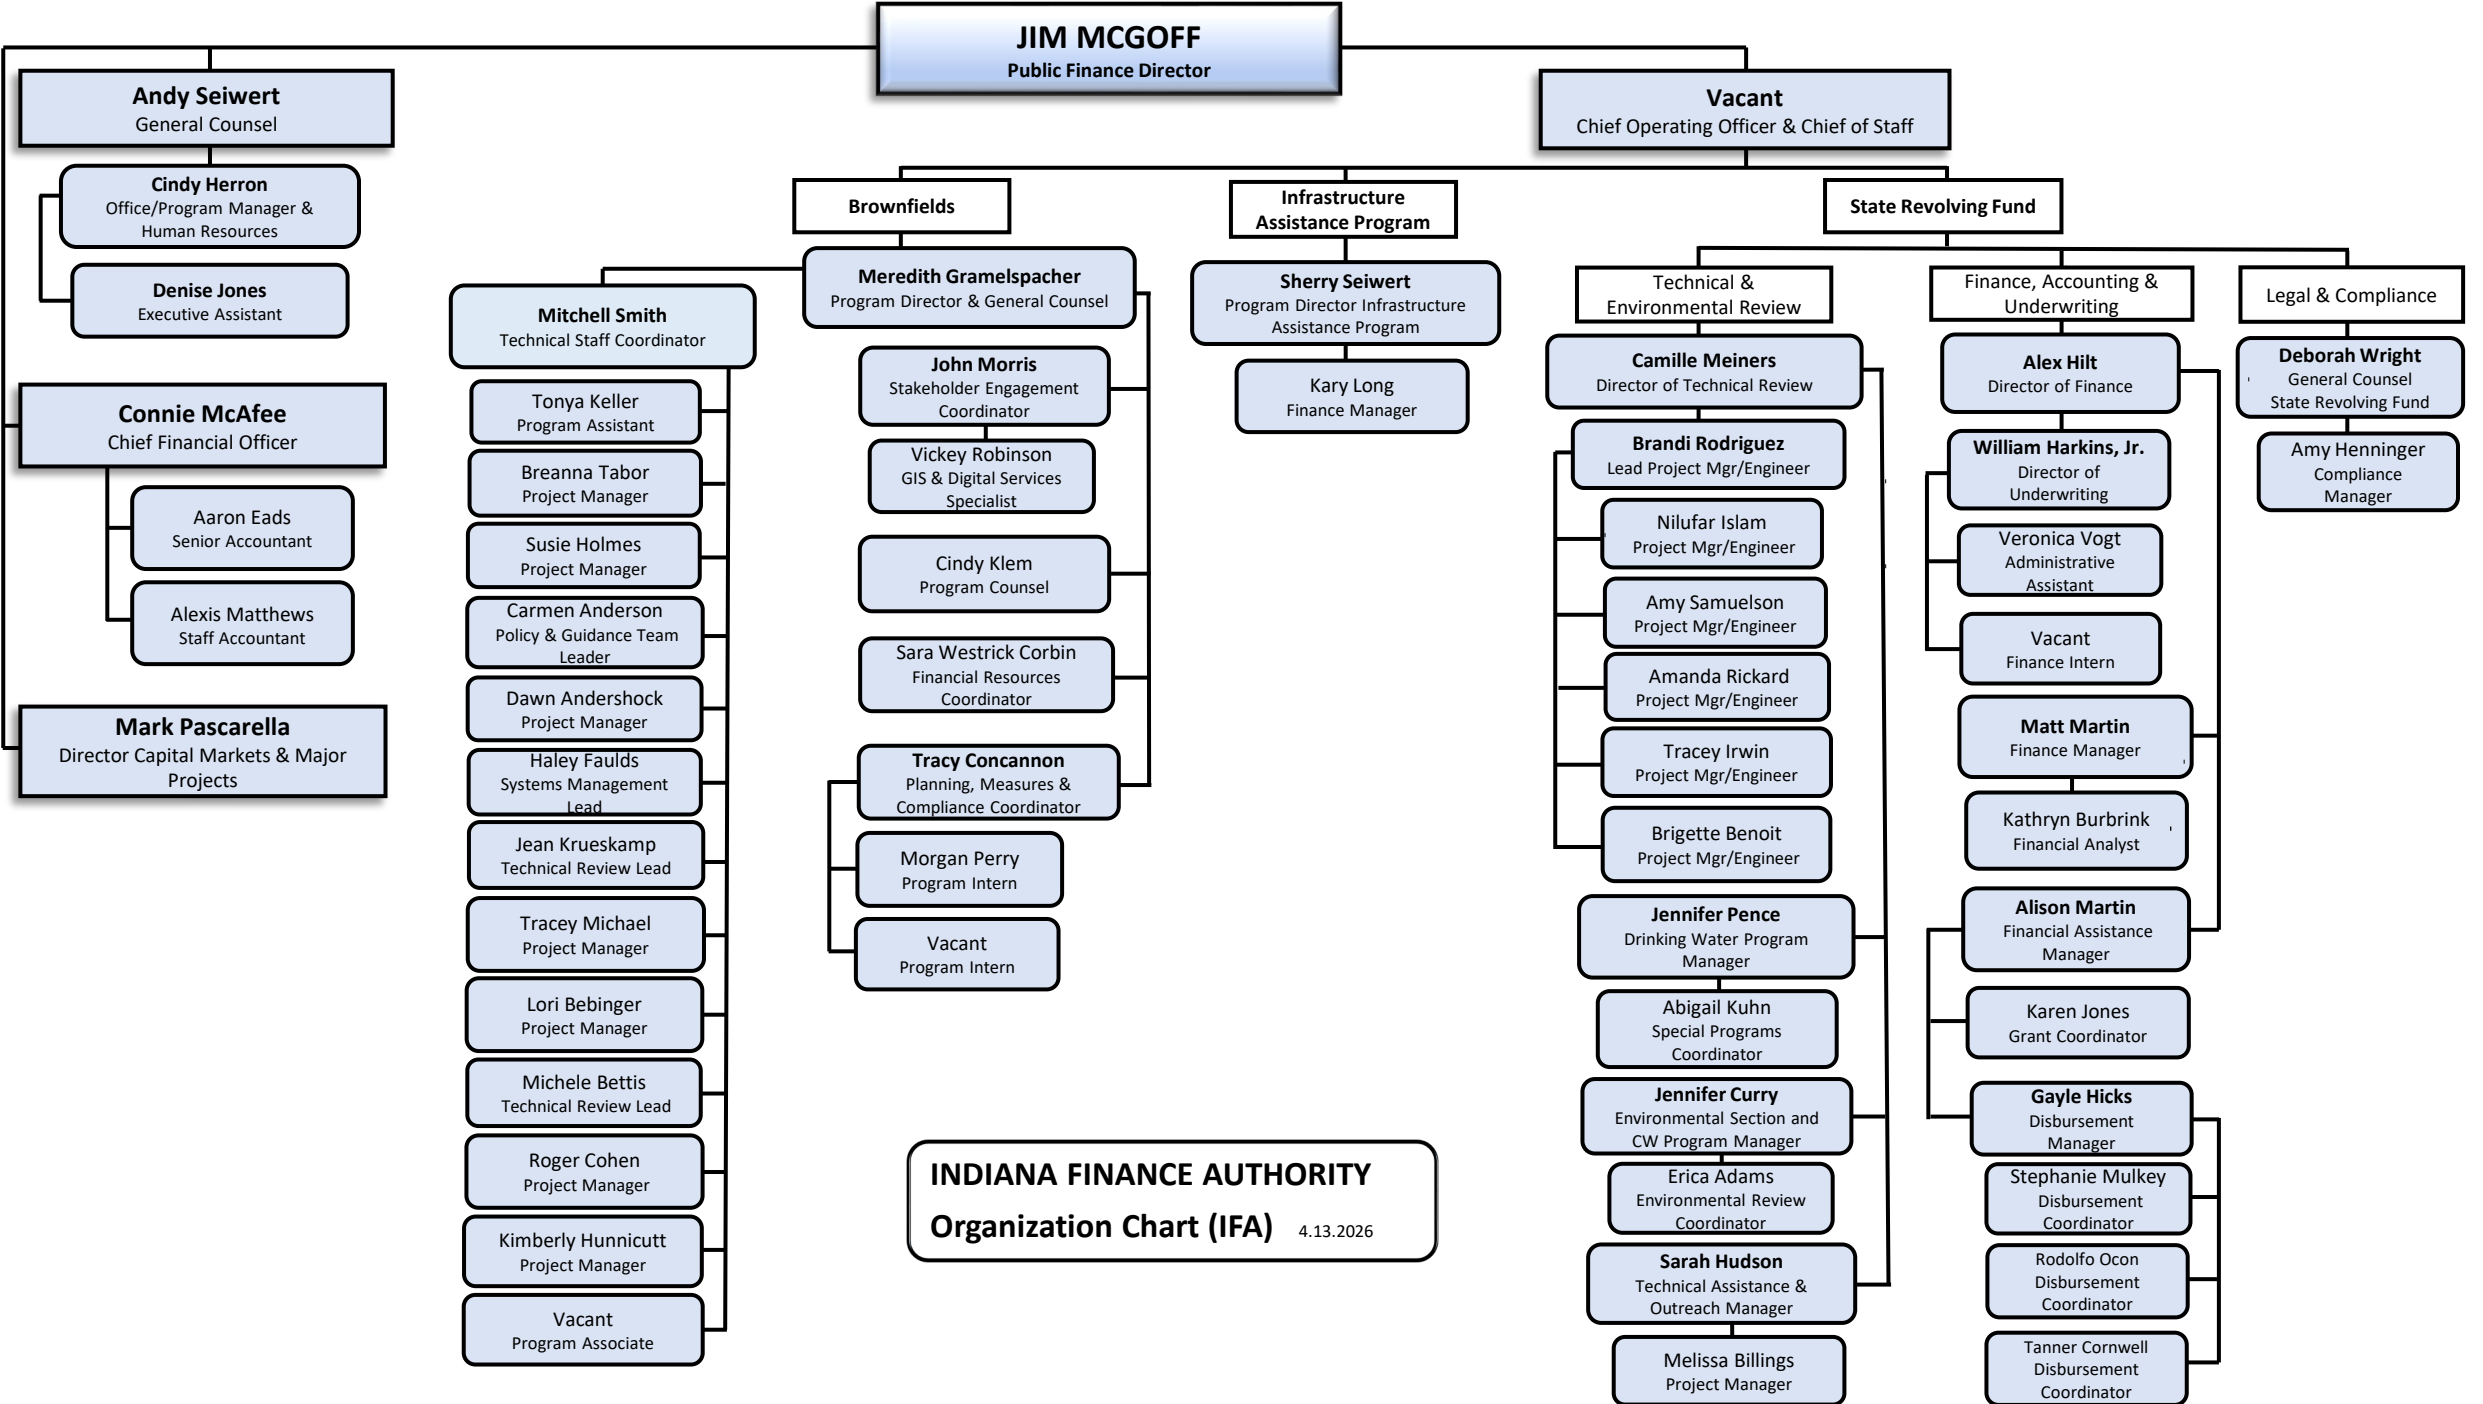 JIM MCGOFF
Public Finance Director
Andy Seiwert
General Counsel
Cindy Herron
Office/Program Manager &
Human Resources
Denise Jones
Executive Assistant
Connie McAfee
Chief Financial Officer
Aaron Eads
Senior Accountant
Alexis Matthews
Staff Accountant
Mark Pascarella
Director Capital Markets & Major
Projects
Vacant
Chief Operating Officer & Chief of Staff
Brownfields
Meredith Gramelspacher
Program Director & General Counsel
Mitchell Smith
Technical Staff Coordinator
Tonya Keller
Program Assistant
Breanna Tabor
Project Manager
Susie Holmes
Project Manager
Carmen Anderson
Policy & Guidance Team
Leader
Dawn Andershock
Project Manager
Haley Faulds
Systems Management
Lead
Jean Krueskamp
Technical Review Lead
Tracey Michael
Project Manager
Lori Bebinger
Project Manager
Michele Bettis
Technical Review Lead
Roger Cohen
Project Manager
Kimberly Hunnicutt
Project Manager
Vacant
Program Associate
John Morris
Stakeholder Engagement
Coordinator
Vickey Robinson
GIS & Digital Services
Specialist
Cindy Klem
Program Counsel
Sara Westrick Corbin
Financial Resources
Coordinator
Tracy Concannon
Planning, Measures &
Compliance Coordinator
Morgan Perry
Program Intern
Vacant
Program Intern
Infrastructure
Assistance Program
Sherry Seiwert
Program Director Infrastructure
Assistance Program
Kary Long
Finance Manager
State Revolving Fund
Technical &
Environmental Review
Camille Meiners
Director of Technical Review
Brandi Rodriguez
Lead Project Mgr/Engineer
Nilufar Islam
Project Mgr/Engineer
Amy Samuelson
Project Mgr/Engineer
Amanda Rickard
Project Mgr/Engineer
Tracey Irwin
Project Mgr/Engineer
Brigette Benoit
Project Mgr/Engineer
Jennifer Pence
Drinking Water Program
Manager
Abigail Kuhn
Special Programs
Coordinator
Jennifer Curry
Environmental Section and
CW Program Manager
Erica Adams
Environmental Review
Coordinator
Sarah Hudson
Technical Assistance &
Outreach Manager
Melissa Billings
Project Manager
Finance, Accounting &
Underwriting
Alex Hilt
Director of Finance
William Harkins, Jr.
Director of
Underwriting
Veronica Vogt
Administrative
Assistant
Vacant
Finance Intern
Matt Martin
Finance Manager
Kathryn Burbrink
Financial Analyst
Alison Martin
Financial Assistance
Manager
Karen Jones
Grant Coordinator
Gayle Hicks
Disbursement
Manager
Stephanie Mulkey
Disbursement
Coordinator
Rodolfo Ocon
Disbursement
Coordinator
Tanner Cornwell
Disbursement
Coordinator
Legal & Compliance
Deborah Wright
General Counsel
State Revolving Fund
Amy Henninger
Compliance
Manager
INDIANA FINANCE AUTHORITY
Organization Chart (IFA) 4.13.2026